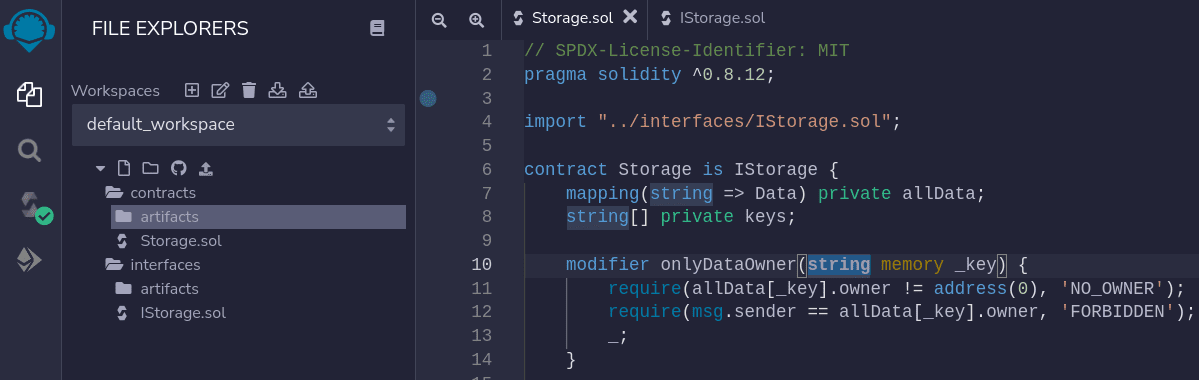 FILE EXPLORERS
Workspaces
default_workspace
contracts
artifacts
Storage.sol
interfaces
artifacts
IStorage.sol
Storage.sol
IStorage.sol
1 // SPDX-License-Identifier: MIT
2 pragma solidity ^0.8.12;
3
4 import "../interfaces/IStorage.sol";
5
6 contract Storage is IStorage {
7 mapping(string => Data) private allData;
8 string[] private keys;
9
10 modifier onlyDataOwner(string memory _key) {
11 require(allData[_key].owner != address(0), 'NO_OWNER');
12 require(msg.sender == allData[_key].owner, 'FORBIDDEN');
13 _;
14 }